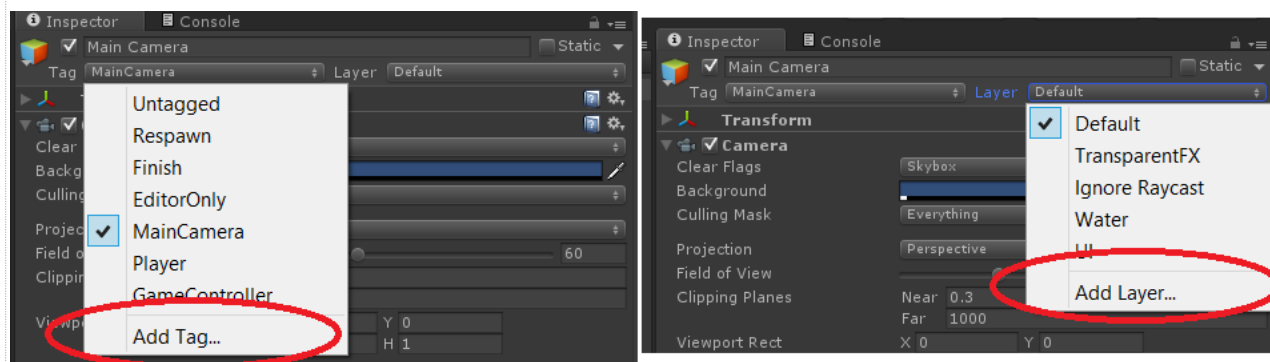 Inspector Console
Main Camera Static
Tag MainCamera Layer Default
Untagged
Respawn
Finish
EditorOnly
MainCamera
Player
GameController
Add Tag...
Clear
Backg
Culling
Projec
Field o 60
Clippin
Viewpo Y 0
H 1
Inspector Console
Main Camera Static
Tag MainCamera Layer Default
Transform
Camera
Clear Flags Skybox
Background
Culling Mask Everything
Projection Perspective
Field of View
Clipping Planes Near 0.3
Far 1000
Viewport Rect X 0 Y 0
Default
TransparentFX
Ignore Raycast
Water
UI
Add Layer...